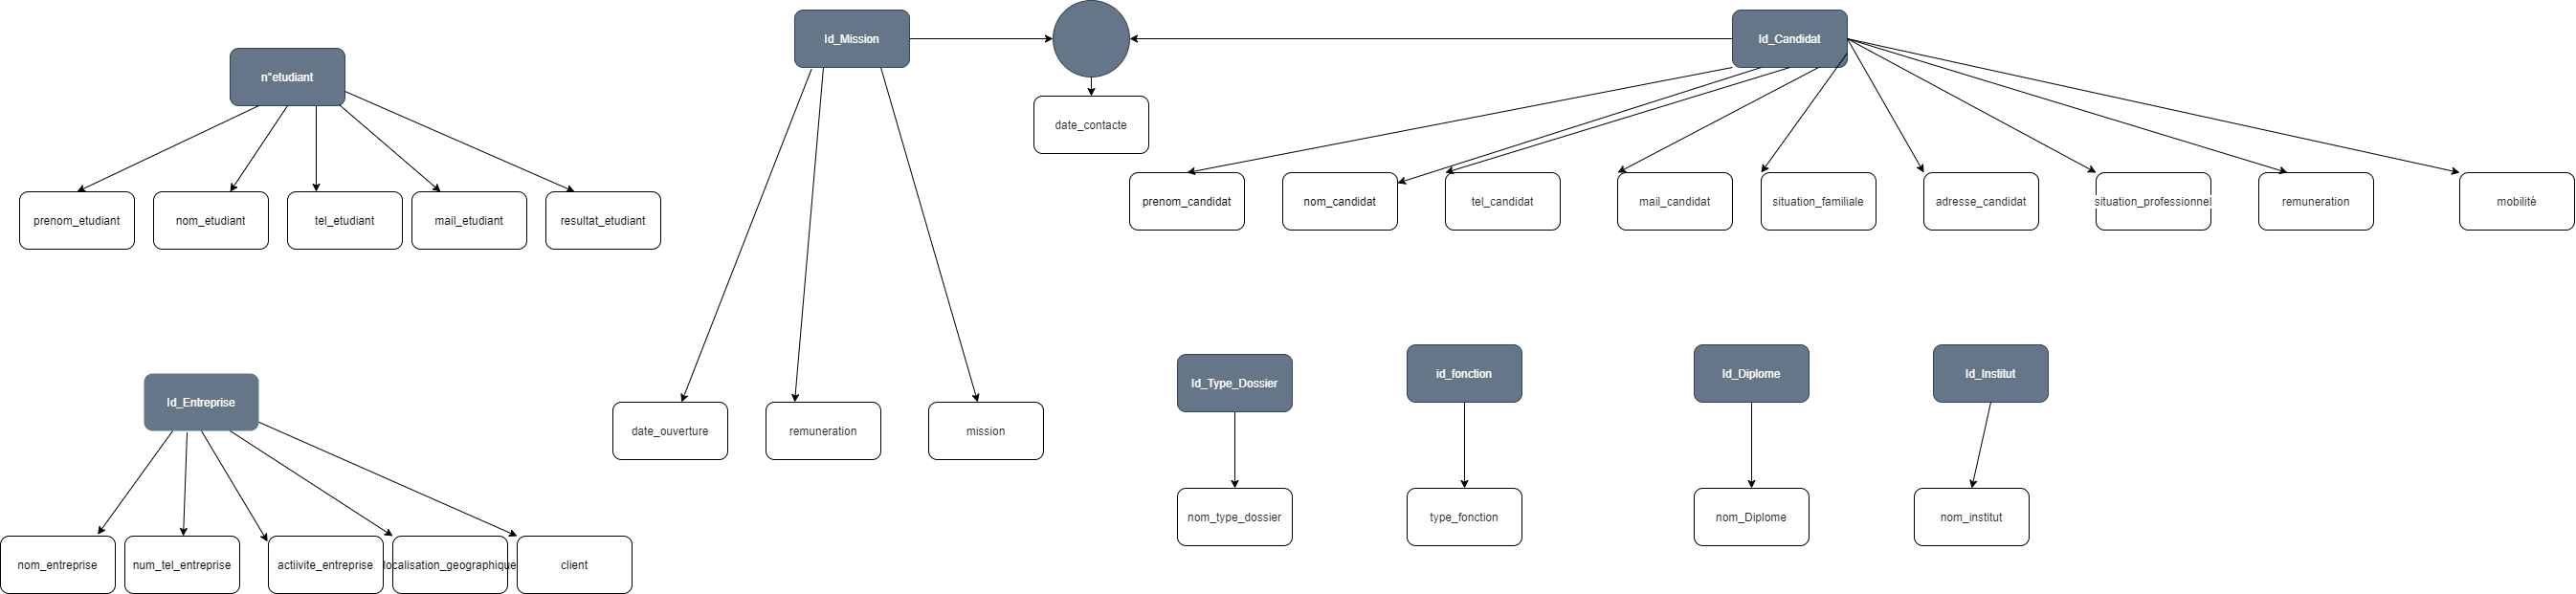 Id_Mission
Id_Candidat
n°etudiant
date_contacte
prenom_etudiant
nom_etudiant
tel_etudiant
mail_etudiant
resultat_etudiant
prenom_candidat
nom_candidat
tel_candidat
mail_candidat
situation_familiale
adresse_candidat
situation_professionnel
remuneration
mobilité
Id_Entreprise
date_ouverture
remuneration
mission
Id_Type_Dossier
id_fonction
Id_Diplome
Id_Institut
nom_type_dossier
type_fonction
nom_Diplome
nom_institut
nom_entreprise
num_tel_entreprise
actiivite_entreprise
localisation_geographique
client